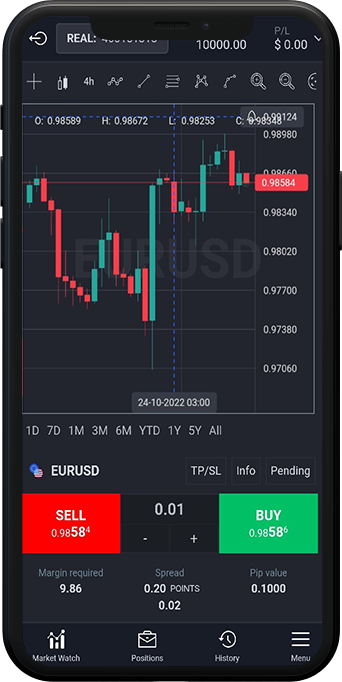 P/L
REAL:
10000.00
$ 0.00
4h
0.99124
O: 0.98589 H: 0.98672 L: 0.98253 C: 0.98348
0.98980
0.98660
0.98584
0.98340
EURUSD
0.98020
0.97700
0.97380
0.97060
24-10-2022 03:00
1D 7D 1M 3M 6M YTD 1Y 5Y All
EURUSD TP/SL Info Pending
SELL 0.01 BUY
0.98584 0.98586
- +
Margin required Spread Pip value
9.86 0.20 POINTS 0.1000
0.02
Market Watch Positions History Menu